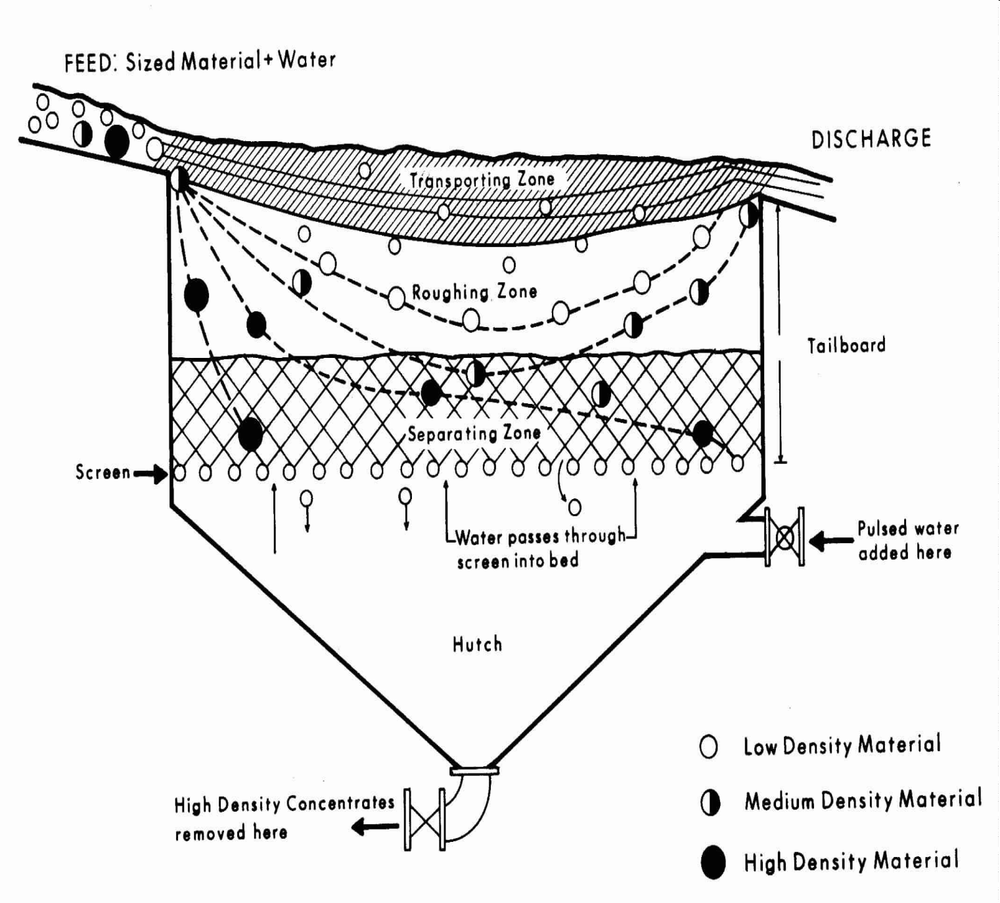 FEED: Sized Material + Water
DISCHARGE
Transporting Zone
Roughing Zone
Tailboard
Separating Zone
Screen
Water passes through
screen into bed
Pulsed water
added here
Hutch
Low Density Material
High Density Concentrates
removed here
Medium Density Material
High Density Material